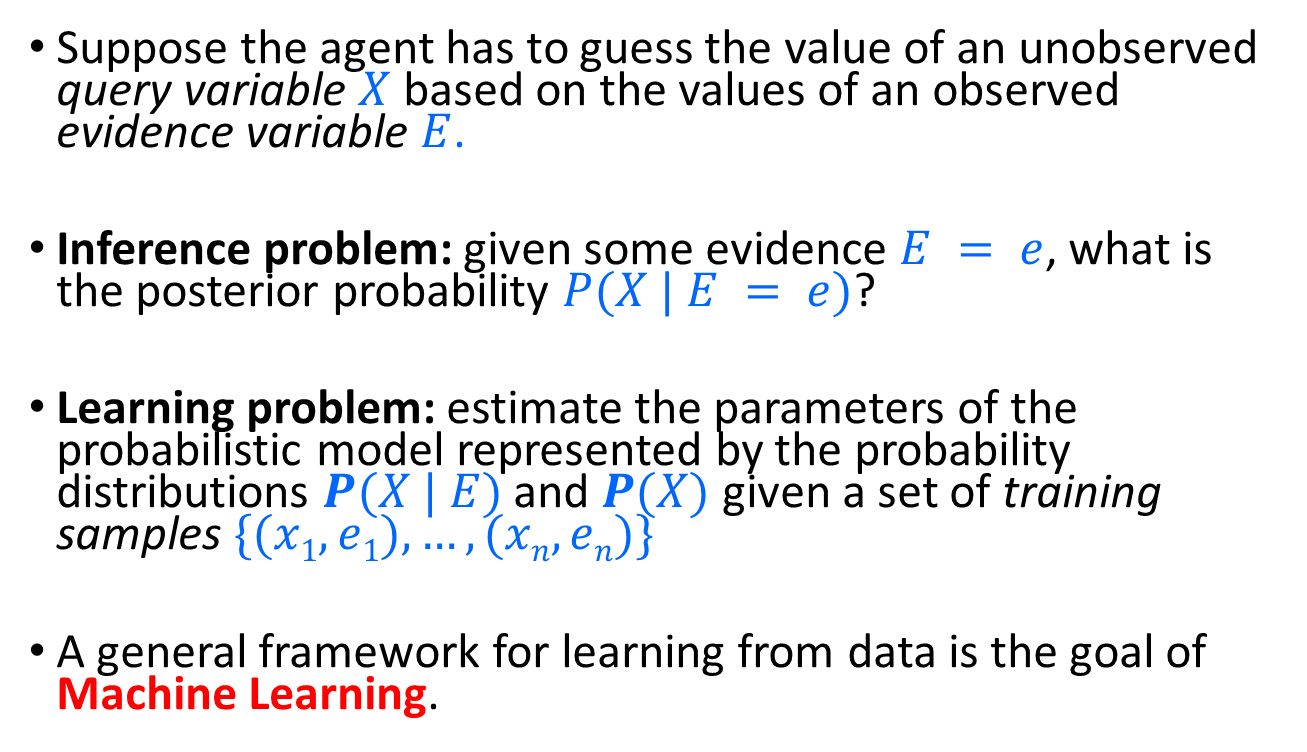 • Suppose the agent has to guess the value of an unobserved
query variable X based on the values of an observed
evidence variable E.
• Inference problem: given some evidence E = e, what is
the posterior probability P(X | E = e)?
• Learning problem: estimate the parameters of the
probabilistic model represented by the probability
distributions P(X | E) and P(X) given a set of training
samples {(x₁, e₁), … , (xₙ, eₙ)}
• A general framework for learning from data is the goal of
Machine Learning.